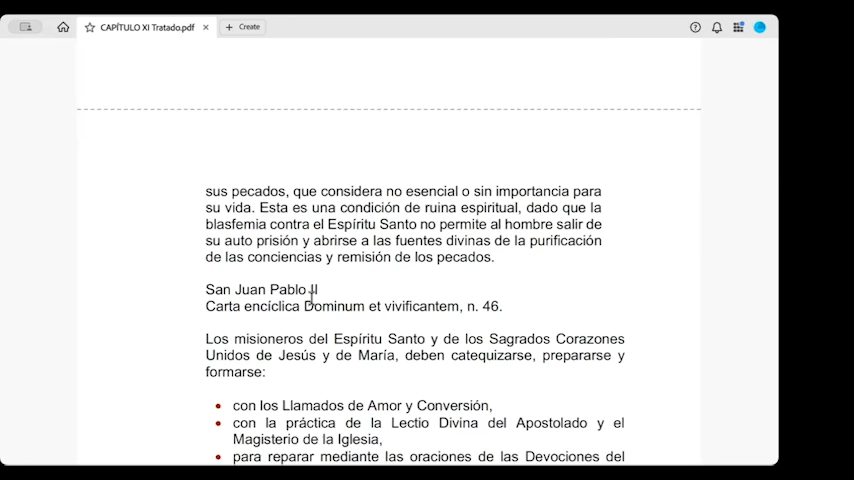 CAPÍTULO XI Tratado.pdf
Create
sus pecados, que considera no esencial o sin importancia para
su vida. Esta es una condición de ruina espiritual, dado que la
blasfemia contra el Espíritu Santo no permite al hombre salir de
su auto prisión y abrirse a las fuentes divinas de la purificación
de las conciencias y remisión de los pecados.
San Juan Pablo II
Carta encíclica Dominum et vivificantem, n. 46.
Los misioneros del Espíritu Santo y de los Sagrados Corazones
Unidos de Jesús y de María, deben catequizarse, prepararse y
formarse:
con los Llamados de Amor y Conversión,
con la práctica de la Lectio Divina del Apostolado y el
Magisterio de la Iglesia,
para reparar mediante las oraciones de las Devociones del